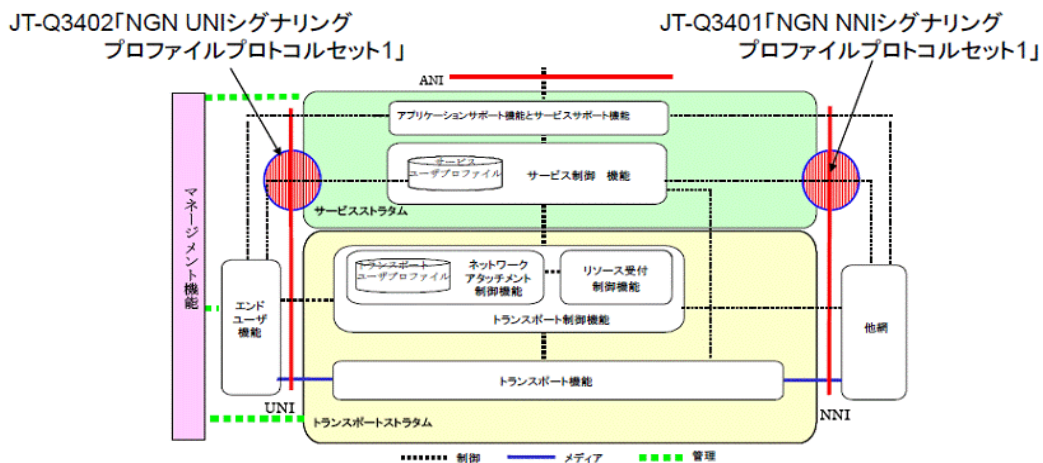 JT-Q3402「NGN UNIシグナリング
プロファイルプロトコルセット1」
JT-Q3401「NGN NNIシグナリング
プロファイルプロトコルセット1」
ANI
マネージメント機能
アプリケーションサポート機能とサービスサポート機能
サービス
ユーザプロファイル
サービス制御 機能
サービスストラタム
トランスポート
ユーザプロファイル
ネットワーク
アタッチメント
制御機能
リソース受付
制御機能
トランスポート制御機能
エンド
ユーザ
機能
他網
トランスポート機能
UNI
NNI
トランスポートストラタム
制御
メディア
管理